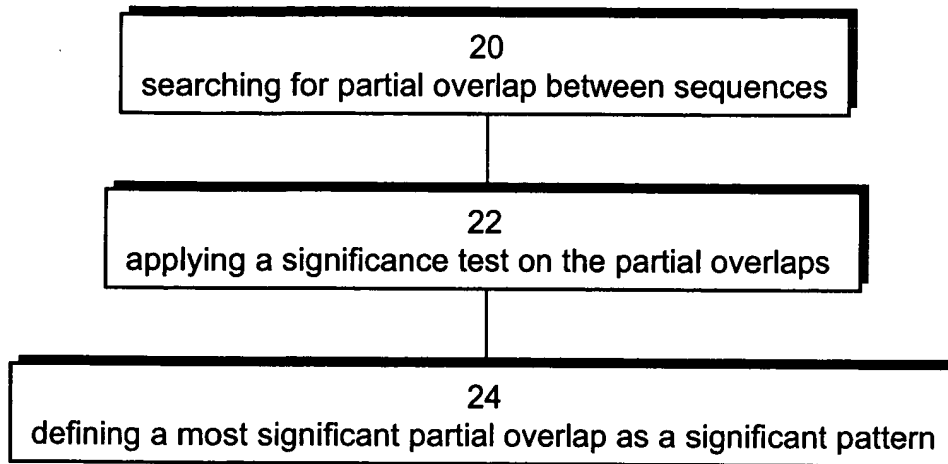 20
searching for partial overlap between sequences
22
applying a significance test on the partial overlaps
24
defining a most significant partial overlap as a significant pattern